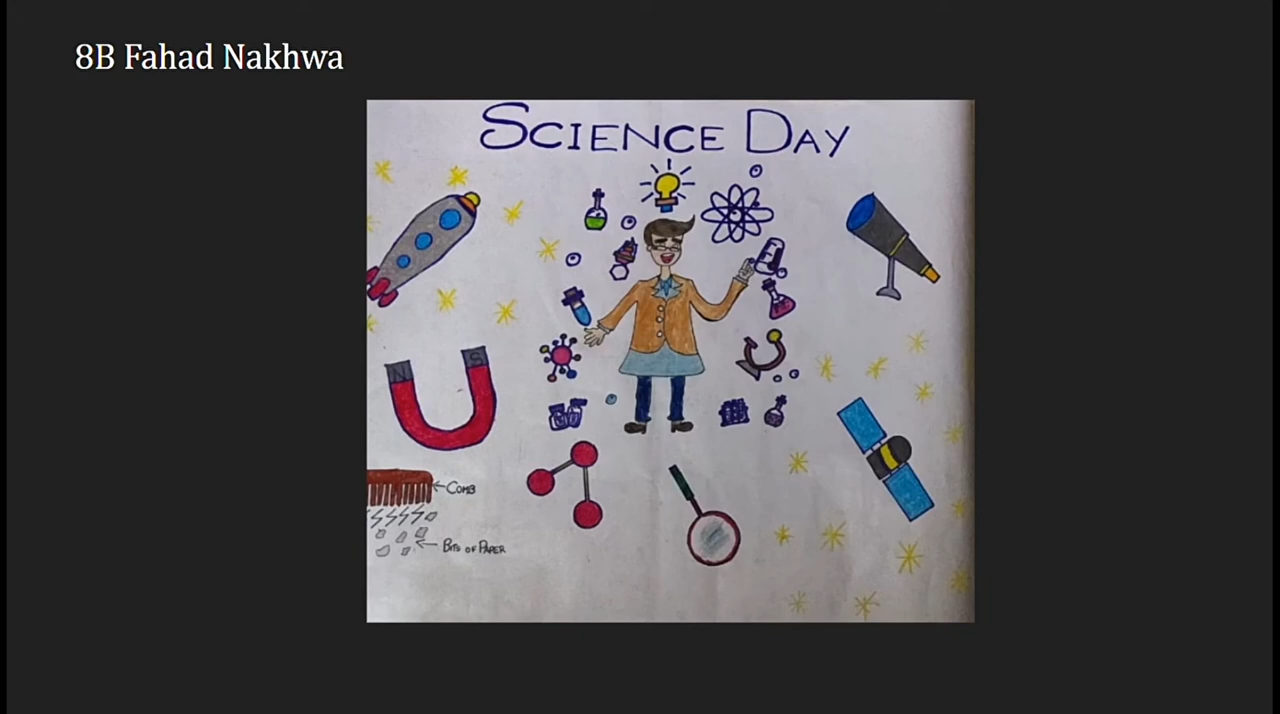 8B Fahad Nakhwa
SCIENCE DAY
N
S
COMB
BITS OF PAPER